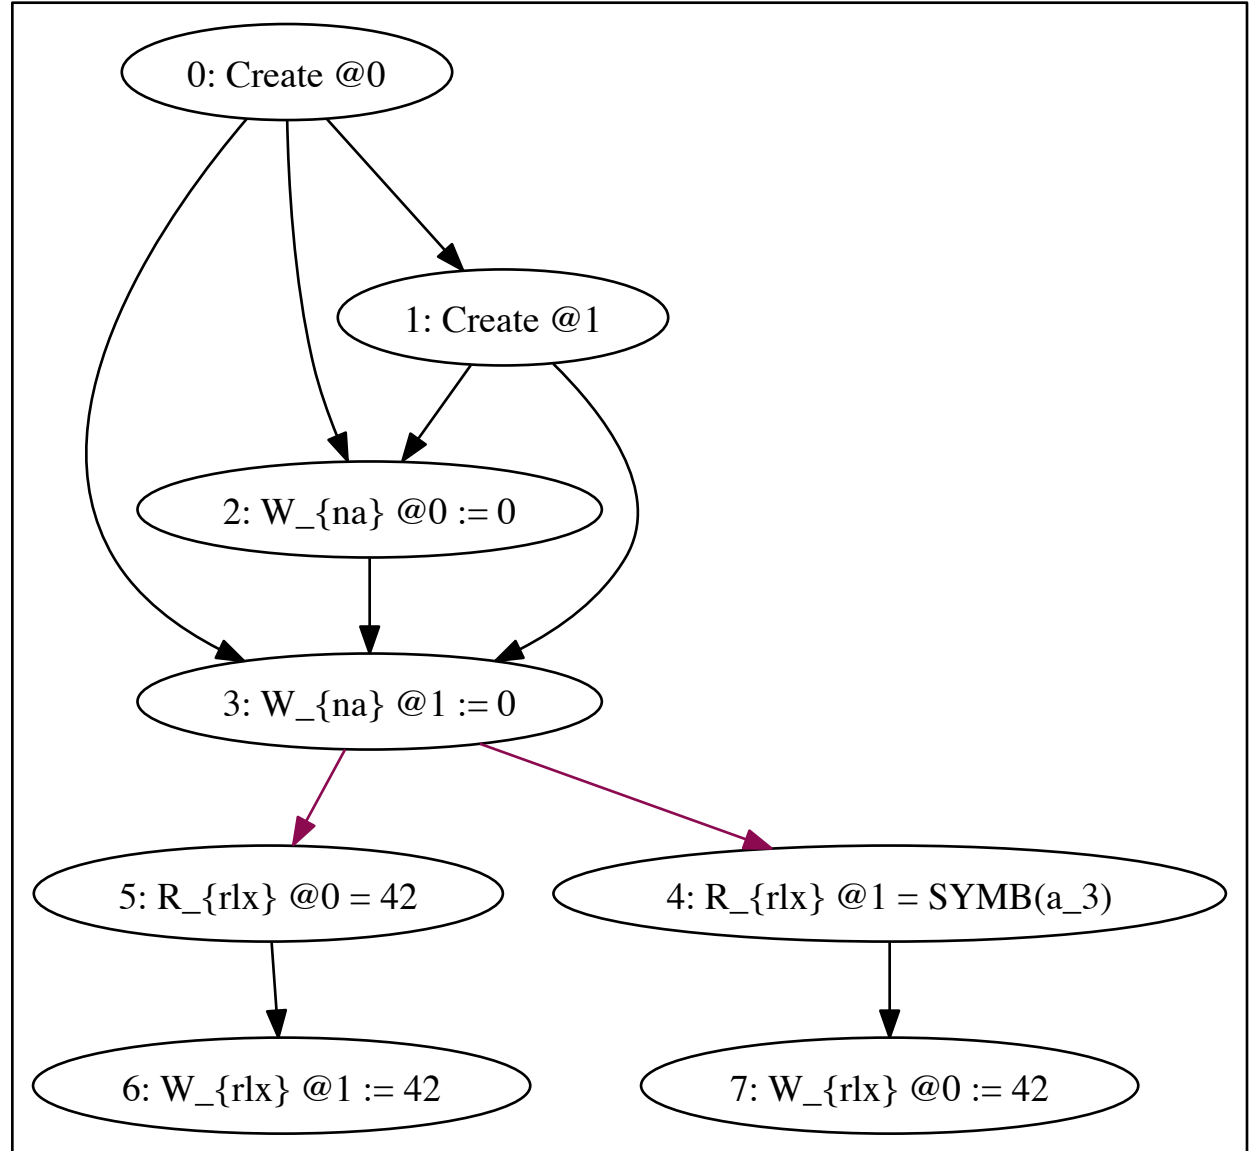 0: Create @0
1: Create @1
2: W_{na} @0 := 0
3: W_{na} @1 := 0
5: R_{rlx} @0 = 42
4: R_{rlx} @1 = SYMB(a_3)
6: W_{rlx} @1 := 42
7: W_{rlx} @0 := 42